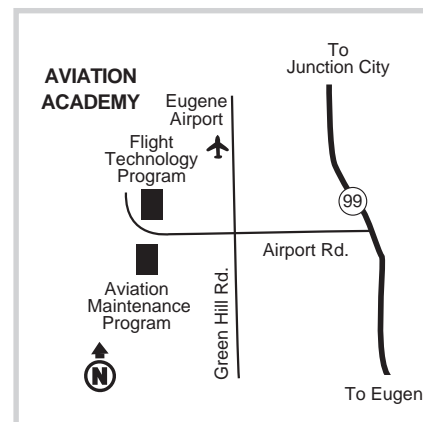 AVIATION
ACADEMY
Eugene
Airport
Flight
Technology
Program
To
Junction City
99
Airport Rd.
Green Hill Rd.
Aviation
Maintenance
Program
N
To Eugen